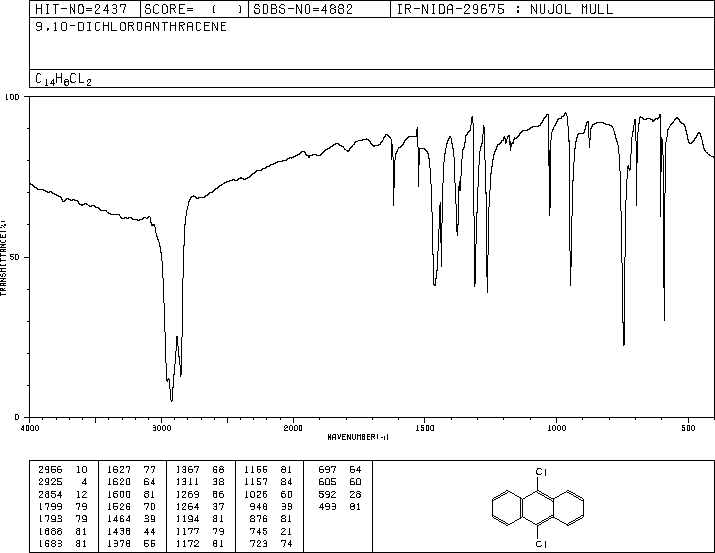 HIT-NO=2437 SCORE= ( ) SDBS-NO=4882 IR-NIDA-29675 : NUJOL MULL
9,10-DICHLOROANTHRACENE
C14H8CL2
100
50
0
TRANSMITTANCE(%)
4000 3000 2000 1500 1000 500
WAVENUMBER(-1)
2956 10 1627 77 1367 68 1166 81 697 64
2925 4 1620 64 1311 38 1157 84 605 60
2854 12 1600 81 1269 86 1026 60 592 28
1799 79 1526 70 1264 37 948 39 493 81
1793 79 1464 39 1194 81 876 81
1688 81 1438 44 1177 79 745 21
1683 81 1378 55 1172 81 723 74
Cl
Cl